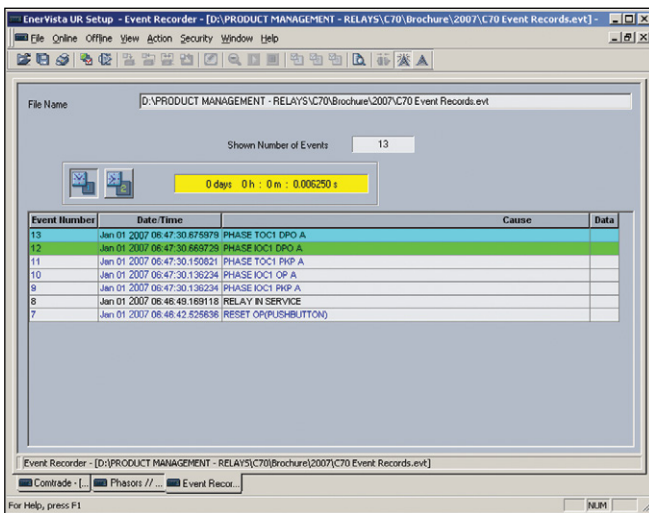 EnerVista UR Setup - Event Recorder - [D:\PRODUCT MANAGEMENT - RELAYS\C70\Brochure\2007\C70 Event Records.evt] -
File Online Offline View Action Security Window Help
File Name D:\PRODUCT MANAGEMENT - RELAYS\C70\Brochure\2007\C70 Event Records.evt
Shown Number of Events 13
0 days 0 h : 0 m : 0.006250 s
Event Number Date/Time Cause Data
13 Jan 01 2007 06:47:30.675979 PHASE TOC1 DPO A
12 Jan 01 2007 06:47:30.669729 PHASE IOC1 DPO A
11 Jan 01 2007 06:47:30.150821 PHASE TOC1 PKP A
10 Jan 01 2007 06:47:30.136234 PHASE IOC1 OP A
9 Jan 01 2007 06:47:30.136234 PHASE IOC1 PKP A
8 Jan 01 2007 06:46:49.169118 RELAY IN SERVICE
7 Jan 01 2007 06:46:42.525636 RESET OP(PUSHBUTTON)
Event Recorder - [D:\PRODUCT MANAGEMENT - RELAYS\C70\Brochure\2007\C70 Event Records.evt]
Comtrade - [... Phasors // ... Event Recor...
For Help, press F1 NUM